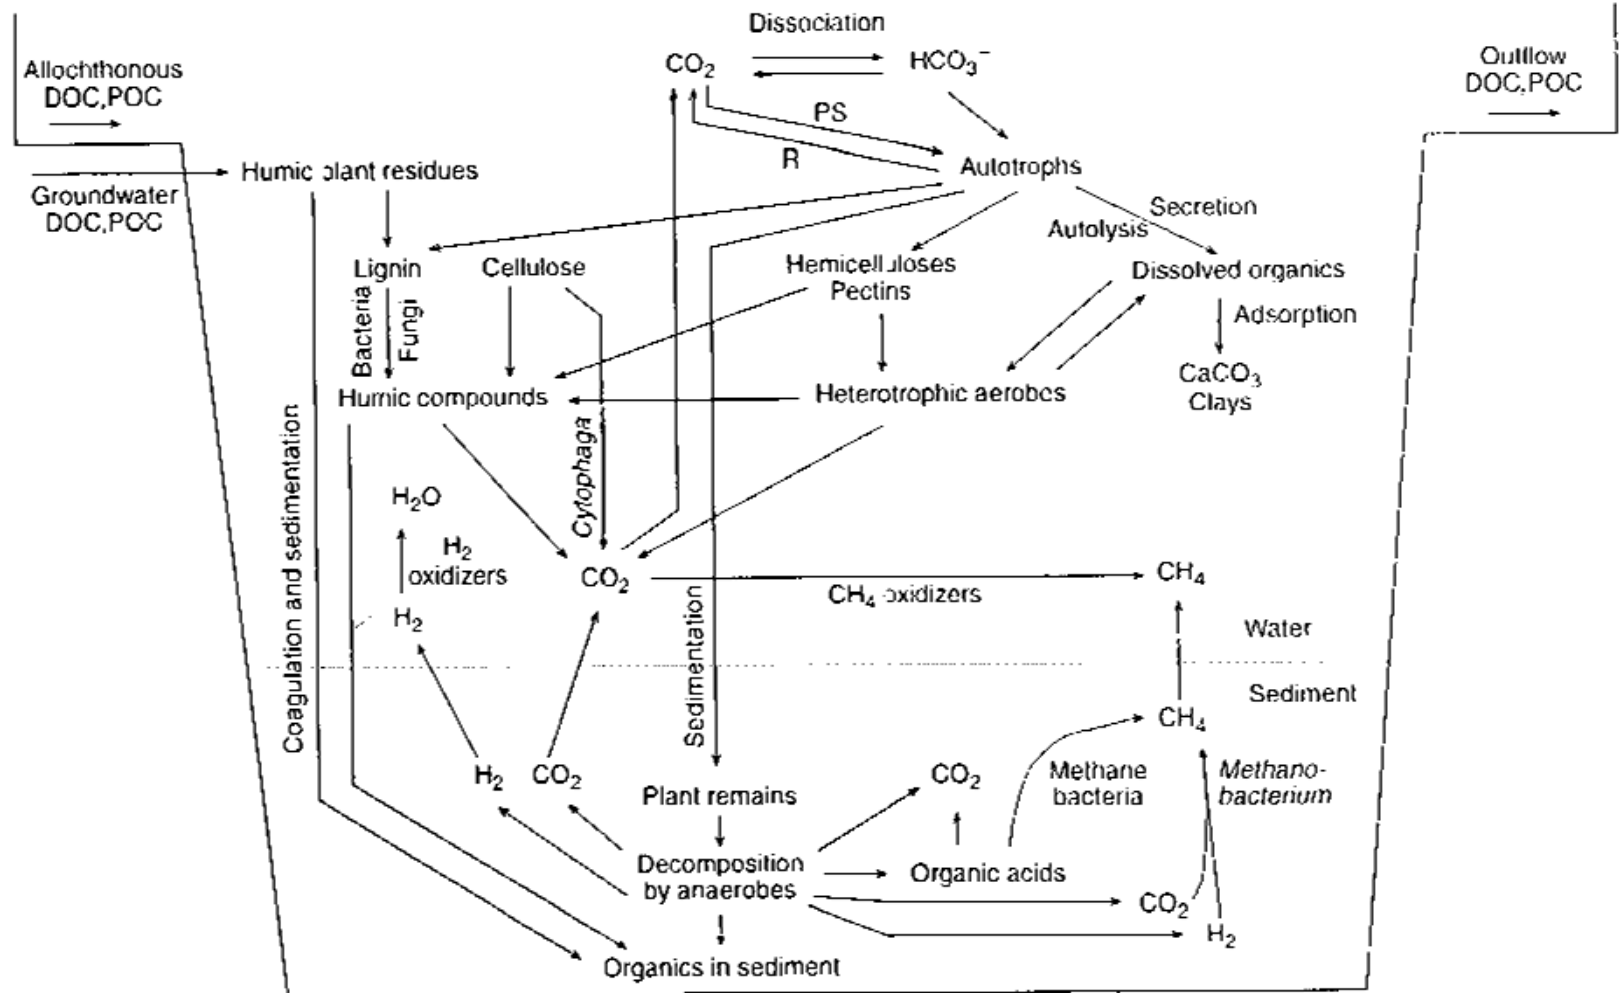 Dissociation
CO2
HCO3−
Allochthonous
DOC,POC
Outflow
DOC,POC
PS
R
Autotrophs
Humic plant residues
Groundwater
DOC,POC
Secretion
Autolysis
Lignin
Cellulose
Hemicelluloses
Pectins
Dissolved organics
Bacteria
Fungi
Adsorption
CaCO3
Clays
Humic compounds
Heterotrophic aerobes
Coagulation and sedimentation
Cytophaga
H2O
H2
oxidizers
CO2
CH4 oxidizers
CH4
H2
Sedimentation
Water
Sediment
CH4
H2
CO2
Plant remains
CO2
Methane
bacteria
Methano-
bacterium
Decomposition
by anaerobes
Organic acids
CO2
H2
Organics in sediment